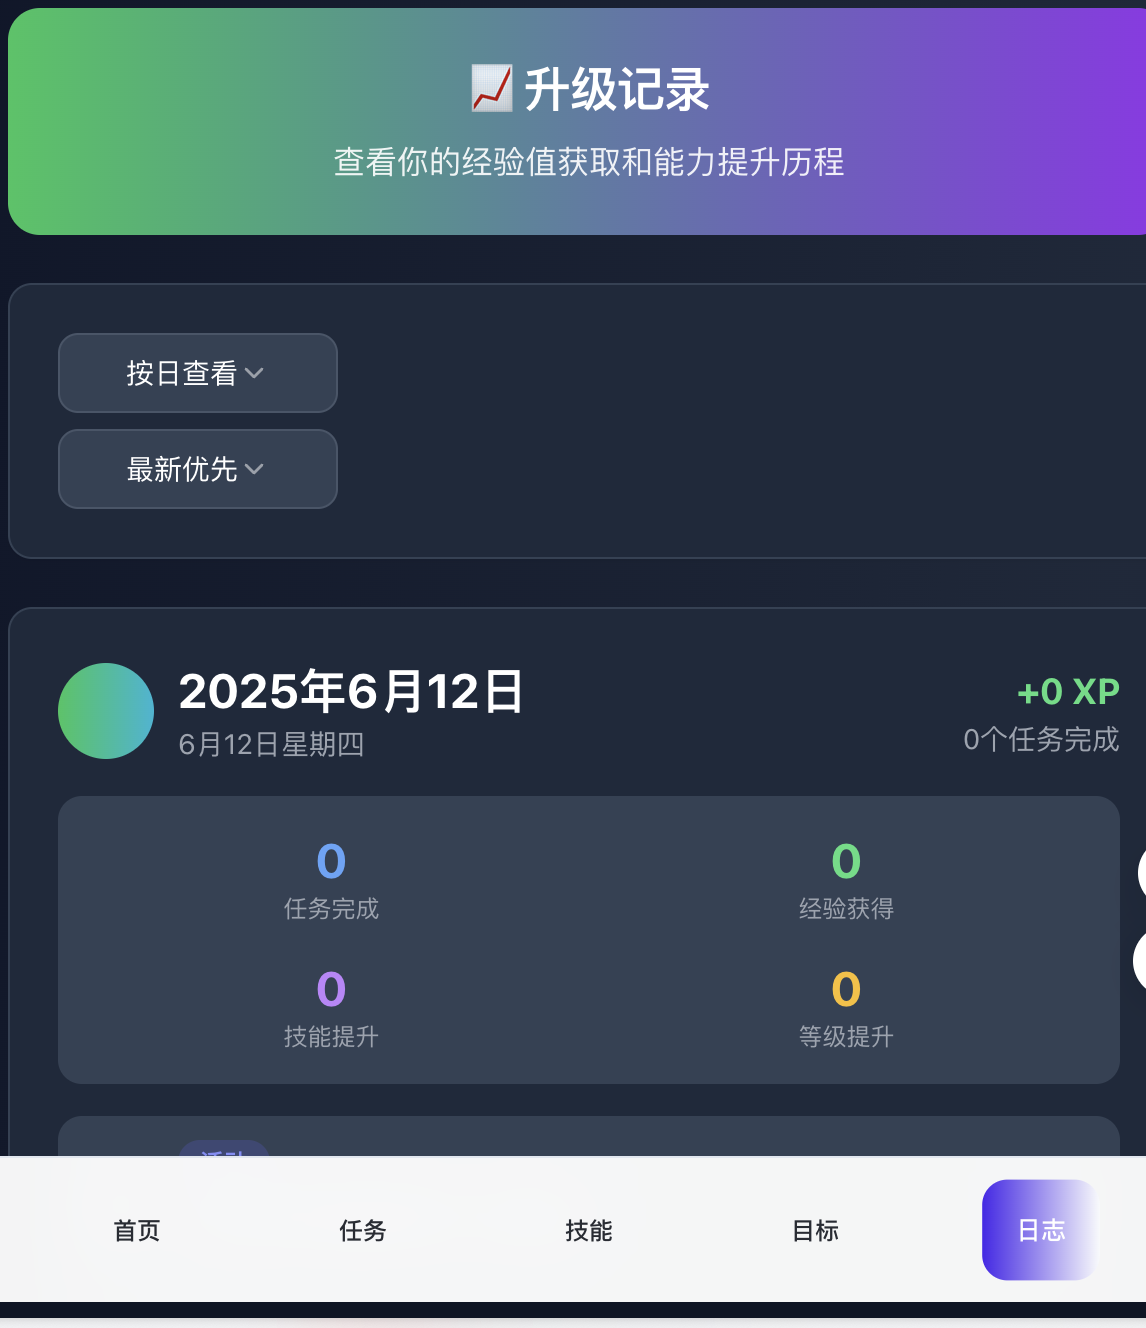 📈 升级记录
查看你的经验值获取和能力提升历程
按日查看
最新优先
2025年6月12日
6月12日星期四
+0 XP
0个任务完成
0
任务完成
0
经验获得
0
技能提升
0
等级提升
首页
任务
技能
目标
日志